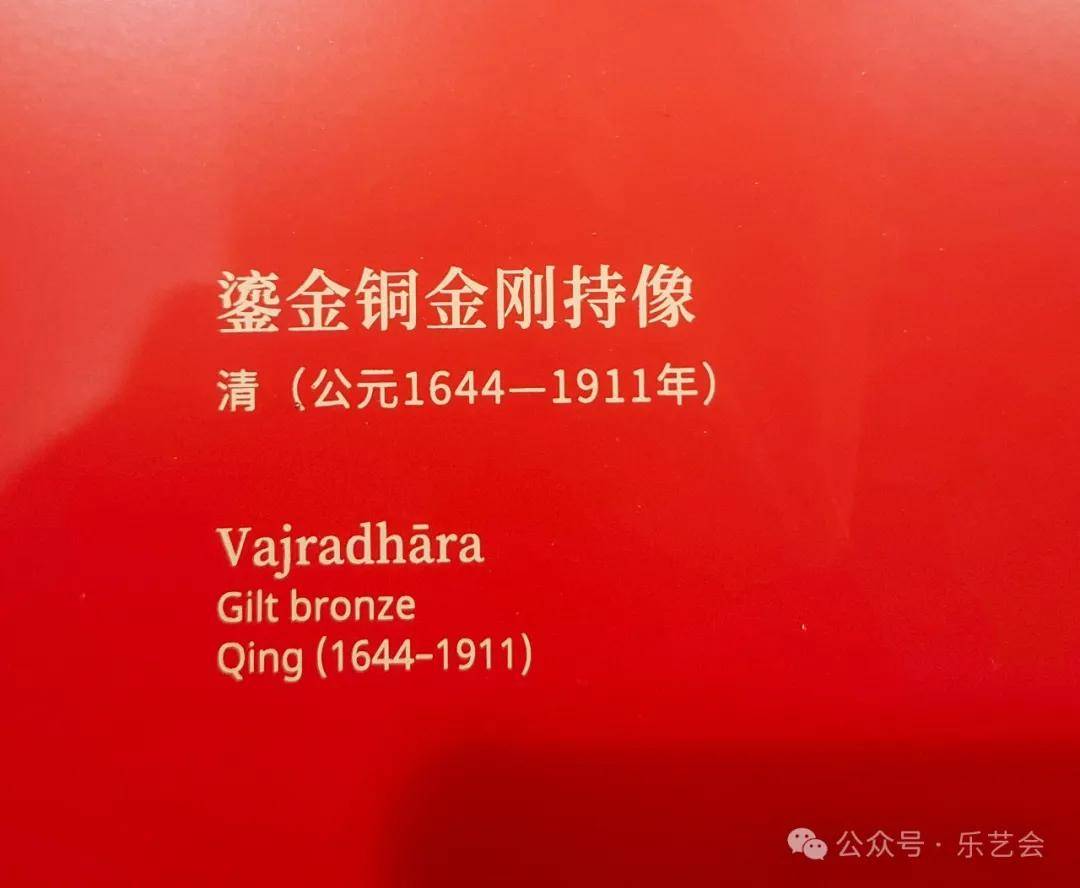 鎏金铜金刚持像
清（公元1644—1911年）
Vajradhāra
Gilt bronze
Qing (1644–1911)
公众号·乐艺会